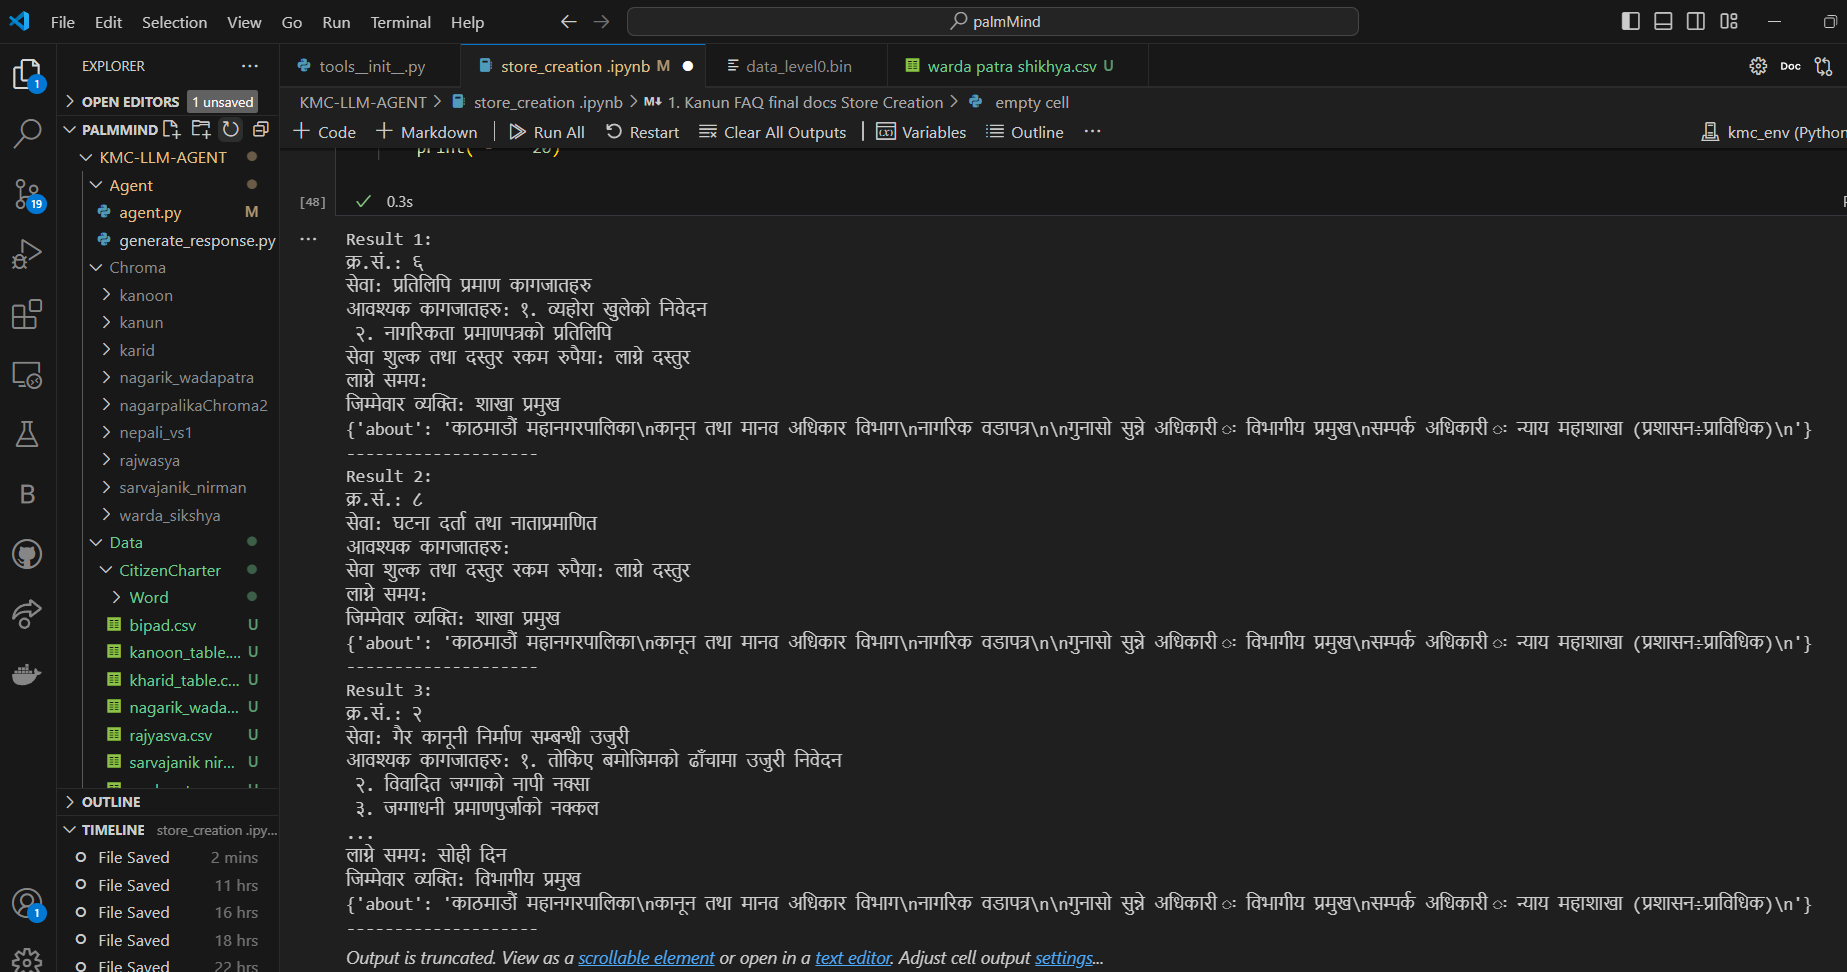 File Edit Selection View Go Run Terminal Help
palmMind
EXPLORER
OPEN EDITORS 1 unsaved
PALMMIND
KMC-LLM-AGENT
Agent
agent.py M
generate_response.py
Chroma
kanoon
kanun
karid
nagarik_wadapatra
nagarpalikaChroma2
nepali_vs1
rajwasya
sarvajanik_nirman
warda_sikshya
Data
CitizenCharter
Word
bipad.csv U
kanoon_table.... U
kharid_table.c... U
nagarik_wada... U
rajyasva.csv U
sarvajanik nir... U
OUTLINE
TIMELINE store_creation .ipy...
File Saved 2 mins
File Saved 11 hrs
File Saved 16 hrs
File Saved 18 hrs
File Saved 22 hrs
1
19
B
1
tools__init__.py
store_creation .ipynb M
data_level0.bin
warda patra shikhya.csv U
Doc
KMC-LLM-AGENT > store_creation .ipynb > M↓ 1. Kanun FAQ final docs Store Creation > empty cell
+ Code + Markdown | Run All Restart Clear All Outputs | Variables Outline ...
kmc_env (Python
[48] ✓ 0.3s
... Result 1:
क्र.सं.: ६
सेवा: प्रतिलिपि प्रमाण कागजातहरु
आवश्यक कागजातहरु: १. व्यहोरा खुलेको निवेदन
२. नागरिकता प्रमाणपत्रको प्रतिलिपि
सेवा शुल्क तथा दस्तुर रकम रुपैया: लाग्ने दस्तुर
लाग्ने समय:
जिम्मेवार व्यक्ति: शाखा प्रमुख
{'about': 'काठमाडौं महानगरपालिका\nकानून तथा मानव अधिकार विभाग\nनागरिक वडापत्र\n\nगुनासो सुन्ने अधिकारी ः विभागीय प्रमुख\nसम्पर्क अधिकारी ः न्याय महाशाखा (प्रशासन÷प्राविधिक)\n'}
--------------------
Result 2:
क्र.सं.: ८
सेवा: घटना दर्ता तथा नाताप्रमाणित
आवश्यक कागजातहरु:
सेवा शुल्क तथा दस्तुर रकम रुपैया: लाग्ने दस्तुर
लाग्ने समय:
जिम्मेवार व्यक्ति: शाखा प्रमुख
{'about': 'काठमाडौं महानगरपालिका\nकानून तथा मानव अधिकार विभाग\nनागरिक वडापत्र\n\nगुनासो सुन्ने अधिकारी ः विभागीय प्रमुख\nसम्पर्क अधिकारी ः न्याय महाशाखा (प्रशासन÷प्राविधिक)\n'}
--------------------
Result 3:
क्र.सं.: २
सेवा: गैर कानूनी निर्माण सम्बन्धी उजुरी
आवश्यक कागजातहरु: १. तोकिए बमोजिमको ढाँचामा उजुरी निवेदन
२. विवादित जग्गाको नापी नक्सा
३. जग्गाधनी प्रमाणपुर्जाको नक्कल
...
लाग्ने समय: सोही दिन
जिम्मेवार व्यक्ति: विभागीय प्रमुख
{'about': 'काठमाडौं महानगरपालिका\nकानून तथा मानव अधिकार विभाग\nनागरिक वडापत्र\n\nगुनासो सुन्ने अधिकारी ः विभागीय प्रमुख\nसम्पर्क अधिकारी ः न्याय महाशाखा (प्रशासन÷प्राविधिक)\n'}
--------------------
Output is truncated. View as a scrollable element or open in a text editor. Adjust cell output settings...